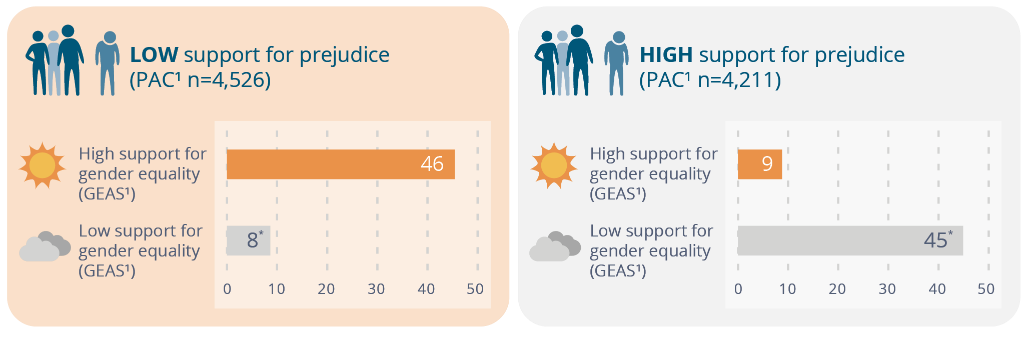 LOW support for prejudice
(PAC¹ n=4,526)
High support for
gender equality
(GEAS¹)
46
Low support for
gender equality
(GEAS¹)
8*
0 10 20 30 40 50
HIGH support for prejudice
(PAC¹ n=4,211)
High support for
gender equality
(GEAS¹)
9
Low support for
gender equality
(GEAS¹)
45*
0 10 20 30 40 50